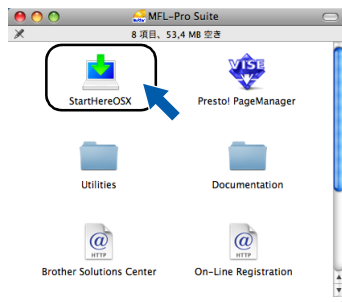 MFL-Pro Suite
8 項目、53,4 MB 空き
StartHereOSX
VISE
Presto! PageManager
Utilities
Documentation
@
HTTP
@
HTTP
Brother Solutions Center
On-Line Registration